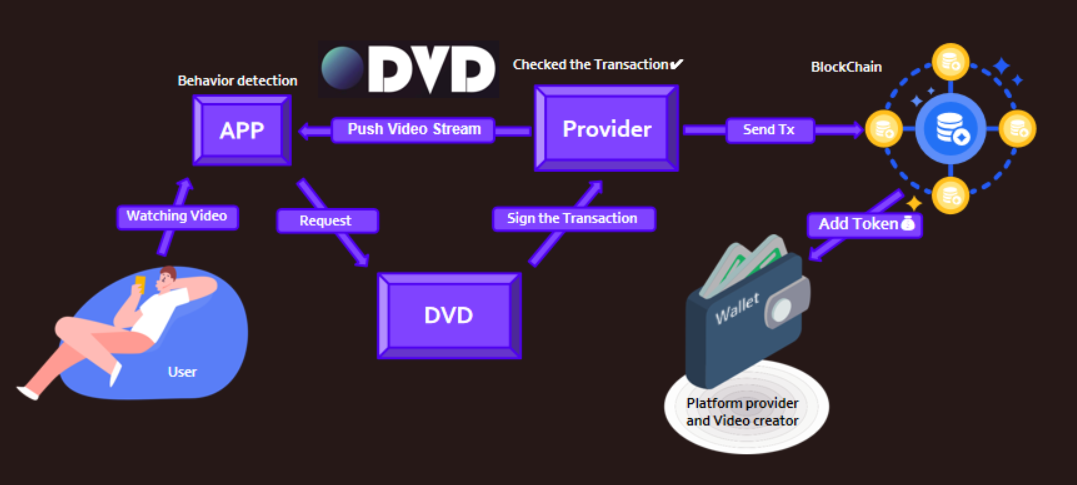 DVD
Behavior detection
Checked the Transaction✔
BlockChain
APP
Push Video Stream
Provider
Send Tx
Watching Video
Request
Sign the Transaction
Add Token
DVD
Wallet
User
Platform provider
and Video creator